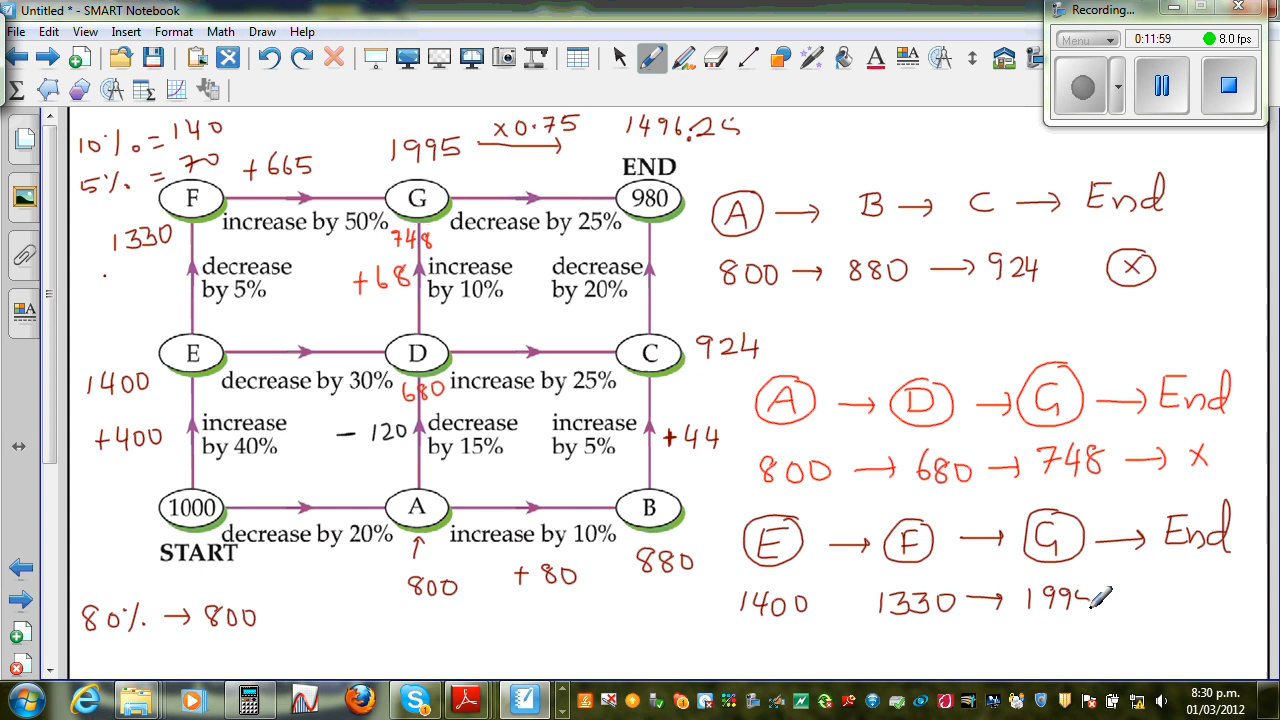 Untitled * - SMART Notebook
Recording...
File Edit View Insert Format Math Draw Help
Menu
0:11:59
8.0 fps
10% = 140
5% = 70
+665
1995
x0.75
1496.25
END
F
G
980
increase by 50%
decrease by 25%
748
1330
decrease
by 5%
+68
increase
by 10%
decrease
by 20%
E
D
C
924
decrease by 30%
680
increase by 25%
1400
+400
increase
by 40%
- 120
decrease
by 15%
increase
by 5%
+44
1000
A
B
START
decrease by 20%
increase by 10%
800
+ 80
880
80% → 800
A → B → C → End
800 → 880 → 924 x
A → D → G → End
800 → 680 → 748 → x
E → F → G → End
1400 1330 → 199
8:30 p.m.
01/03/2012